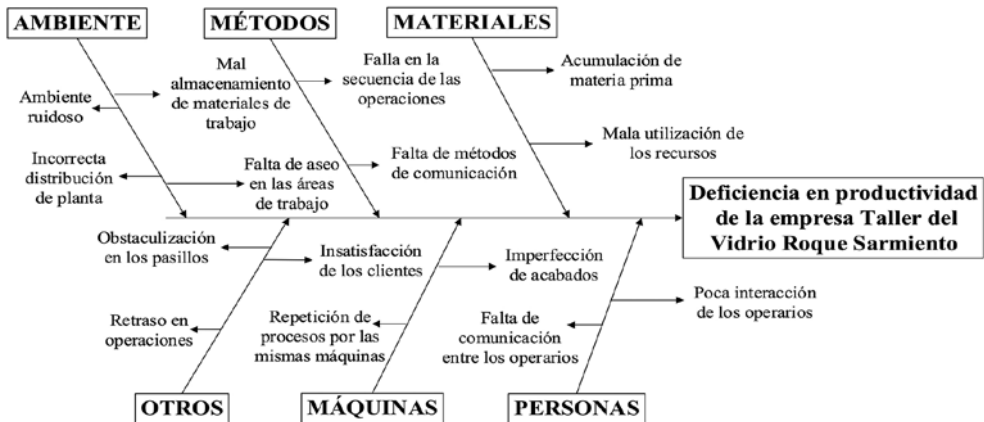 AMBIENTE
MÉTODOS
MATERIALES
Ambiente
ruidoso
Incorrecta
distribución
de planta
Mal
almacenamiento
de materiales de
trabajo
Falta de aseo
en las áreas
de trabajo
Falla en la
secuencia de las
operaciones
Falta de métodos
de comunicación
Acumulación de
materia prima
Mala utilización de
los recursos
Deficiencia en productividad
de la empresa Taller del
Vidrio Roque Sarmiento
Obstaculización
en los pasillos
Retraso en
operaciones
Insatisfacción
de los clientes
Repetición de
procesos por las
mismas máquinas
Imperfección
de acabados
Falta de
comunicación
entre los operarios
Poca interacción
de los operarios
OTROS
MÁQUINAS
PERSONAS